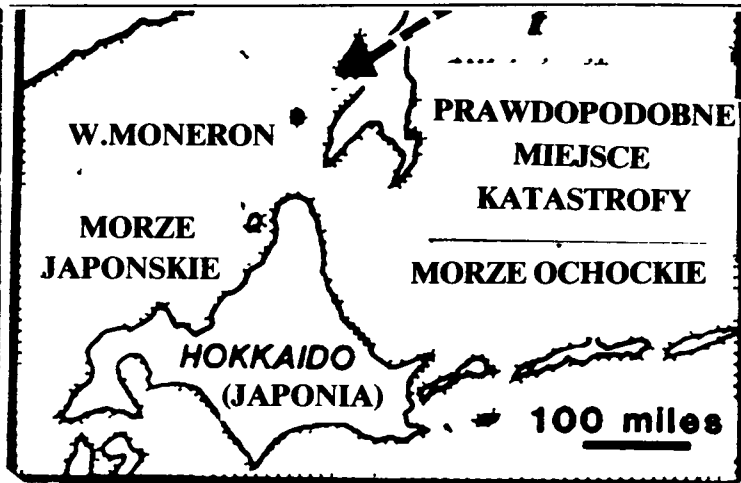 W.MONERON
PRAWDOPODOBNE
MIEJSCE
KATASTROFY
MORZE
JAPONSKIE
MORZE OCHOCKIE
HOKKAIDO
(JAPONIA)
100 miles